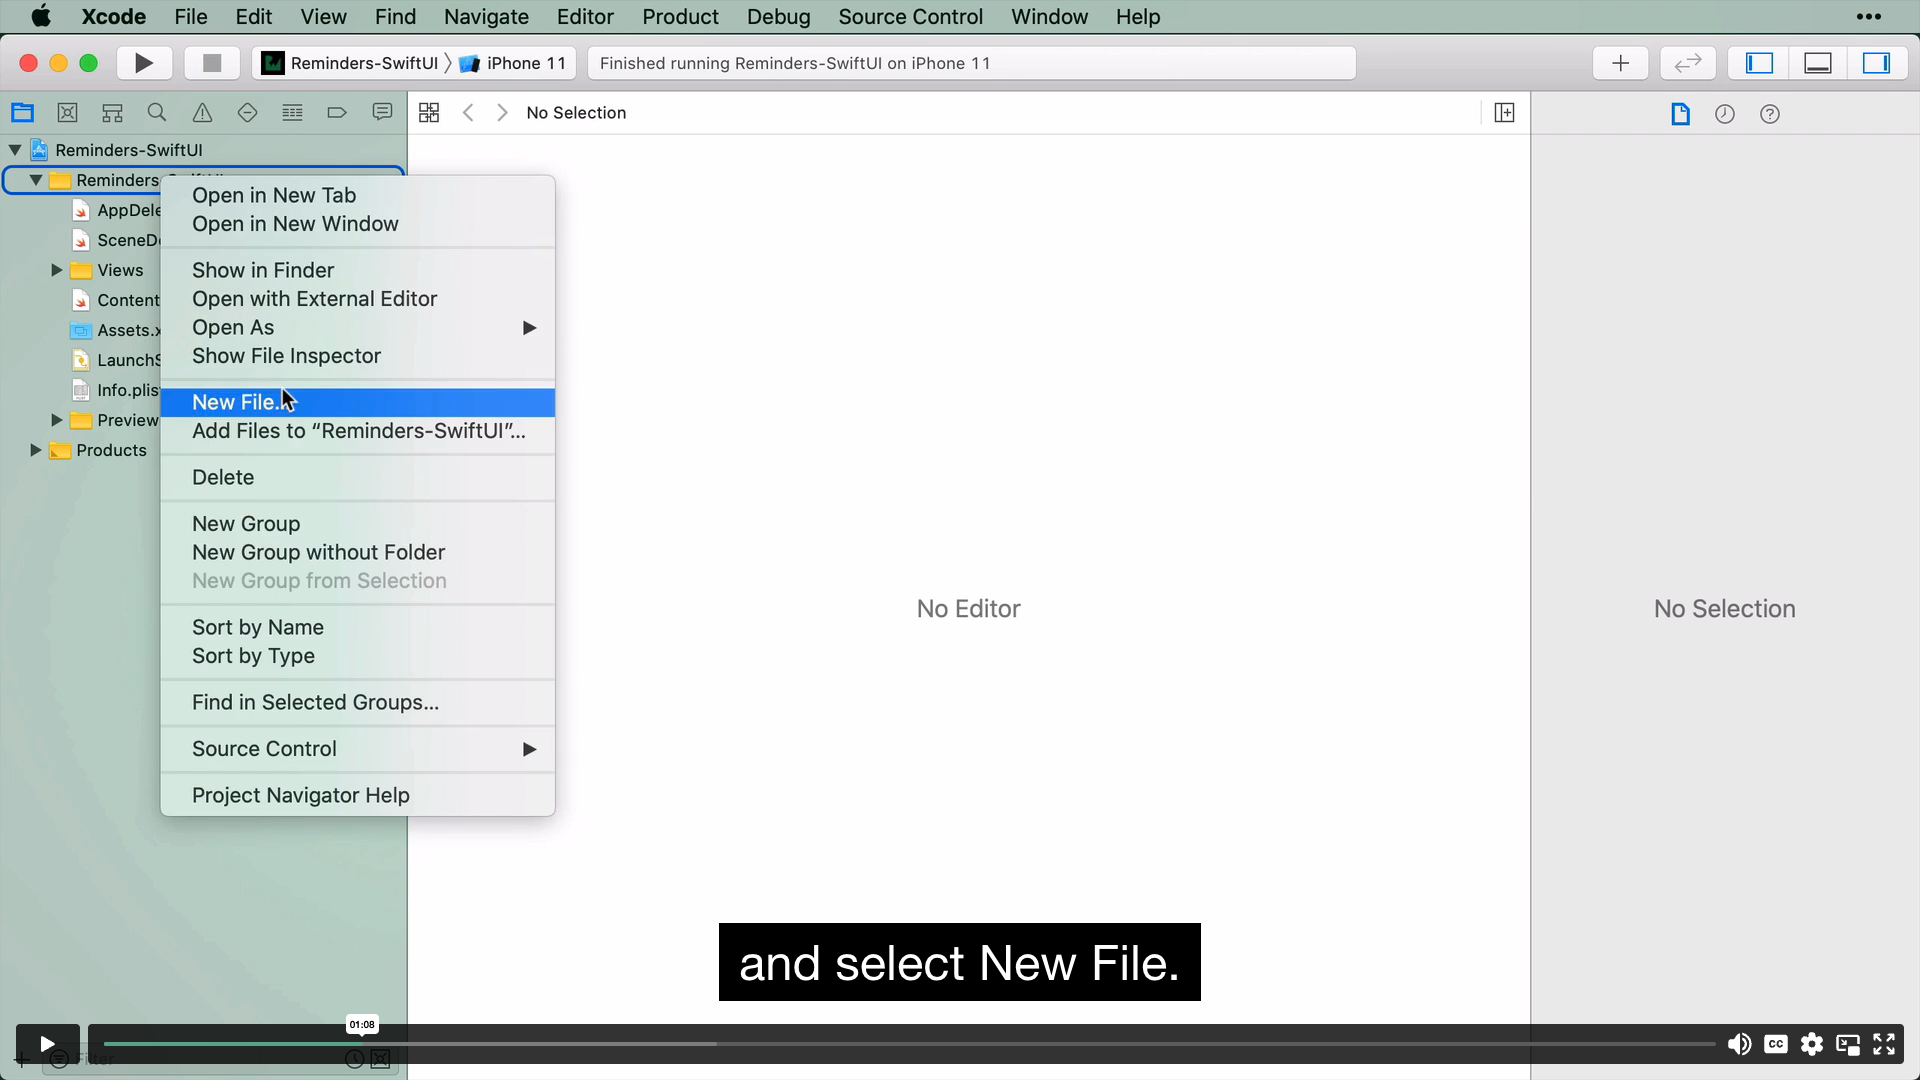 Xcode File Edit View Find Navigate Editor Product Debug Source Control Window Help
Reminders-SwiftUI iPhone 11
Finished running Reminders-SwiftUI on iPhone 11
No Selection
Reminders-SwiftUI
Reminders-SwiftUI
AppDele
SceneDe
Views
Content
Assets.x
LaunchS
Info.plis
Preview
Products
Open in New Tab
Open in New Window
Show in Finder
Open with External Editor
Open As
Show File Inspector
New File...
Add Files to “Reminders-SwiftUI”...
Delete
New Group
New Group without Folder
New Group from Selection
Sort by Name
Sort by Type
Find in Selected Groups...
Source Control
Project Navigator Help
No Editor
No Selection
and select New File.
01:08
CC
Filter